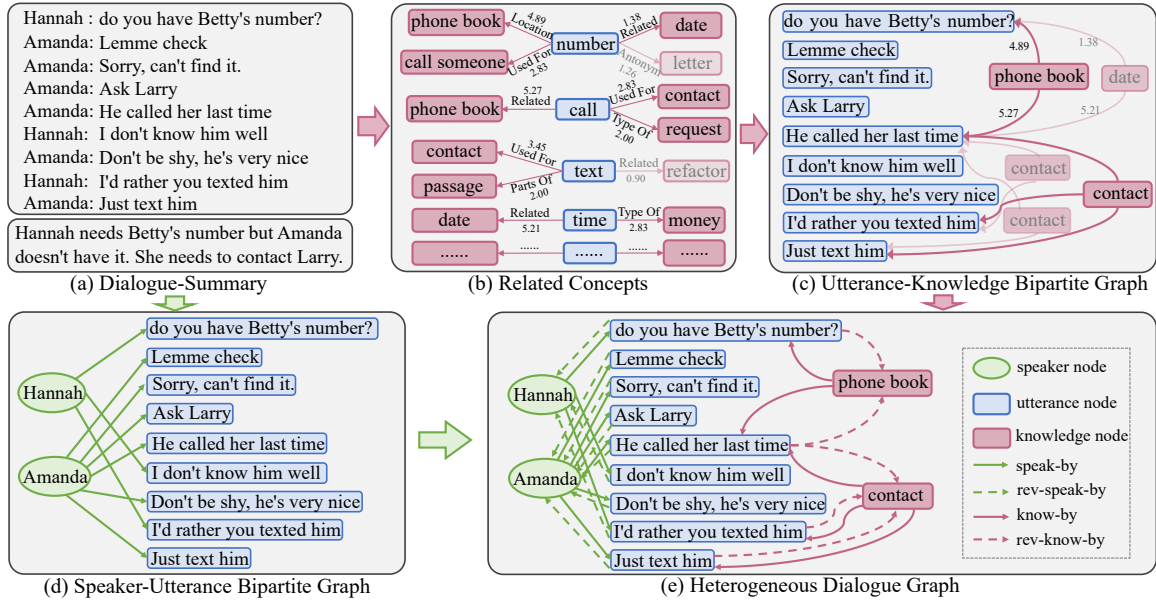 Hannah : do you have Betty's number?
Amanda: Lemme check
Amanda: Sorry, can't find it.
Amanda: Ask Larry
Amanda: He called her last time
Hannah: I don't know him well
Amanda: Don't be shy, he's very nice
Hannah: I'd rather you texted him
Amanda: Just text him
Hannah needs Betty's number but Amanda
doesn't have it. She needs to contact Larry.
(a) Dialogue-Summary
phone book
4.89
Location
number
1.38
Related
date
call someone
Used For
2.83
Antonym
1.26
letter
phone book
5.27
Related
call
2.83
Used For
contact
Type Of
2.00
request
contact
3.45
Used For
text
Related
0.90
refactor
passage
Parts Of
2.00
date
Related
5.21
time
Type Of
2.83
money
......
......
......
......
......
(b) Related Concepts
do you have Betty's number?
Lemme check
Sorry, can't find it.
Ask Larry
He called her last time
I don't know him well
Don't be shy, he's very nice
I'd rather you texted him
Just text him
4.89
1.38
phone book
date
5.27
5.21
contact
contact
contact
(c) Utterance-Knowledge Bipartite Graph
Hannah
Amanda
do you have Betty's number?
Lemme check
Sorry, can't find it.
Ask Larry
He called her last time
I don't know him well
Don't be shy, he's very nice
I'd rather you texted him
Just text him
(d) Speaker-Utterance Bipartite Graph
Hannah
Amanda
do you have Betty's number?
Lemme check
Sorry, can't find it.
Ask Larry
He called her last time
I don't know him well
Don't be shy, he's very nice
I'd rather you texted him
Just text him
phone book
contact
speaker node
utterance node
knowledge node
speak-by
rev-speak-by
know-by
rev-know-by
(e) Heterogeneous Dialogue Graph